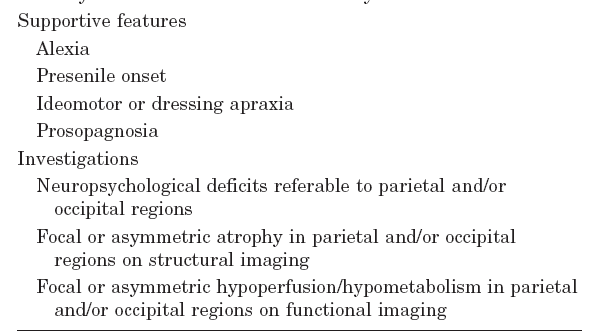 Supportive features
Alexia
Presenile onset
Ideomotor or dressing apraxia
Prosopagnosia
Investigations
Neuropsychological deficits referable to parietal and/or
occipital regions
Focal or asymmetric atrophy in parietal and/or occipital
regions on structural imaging
Focal or asymmetric hypoperfusion/hypometabolism in parietal
and/or occipital regions on functional imaging